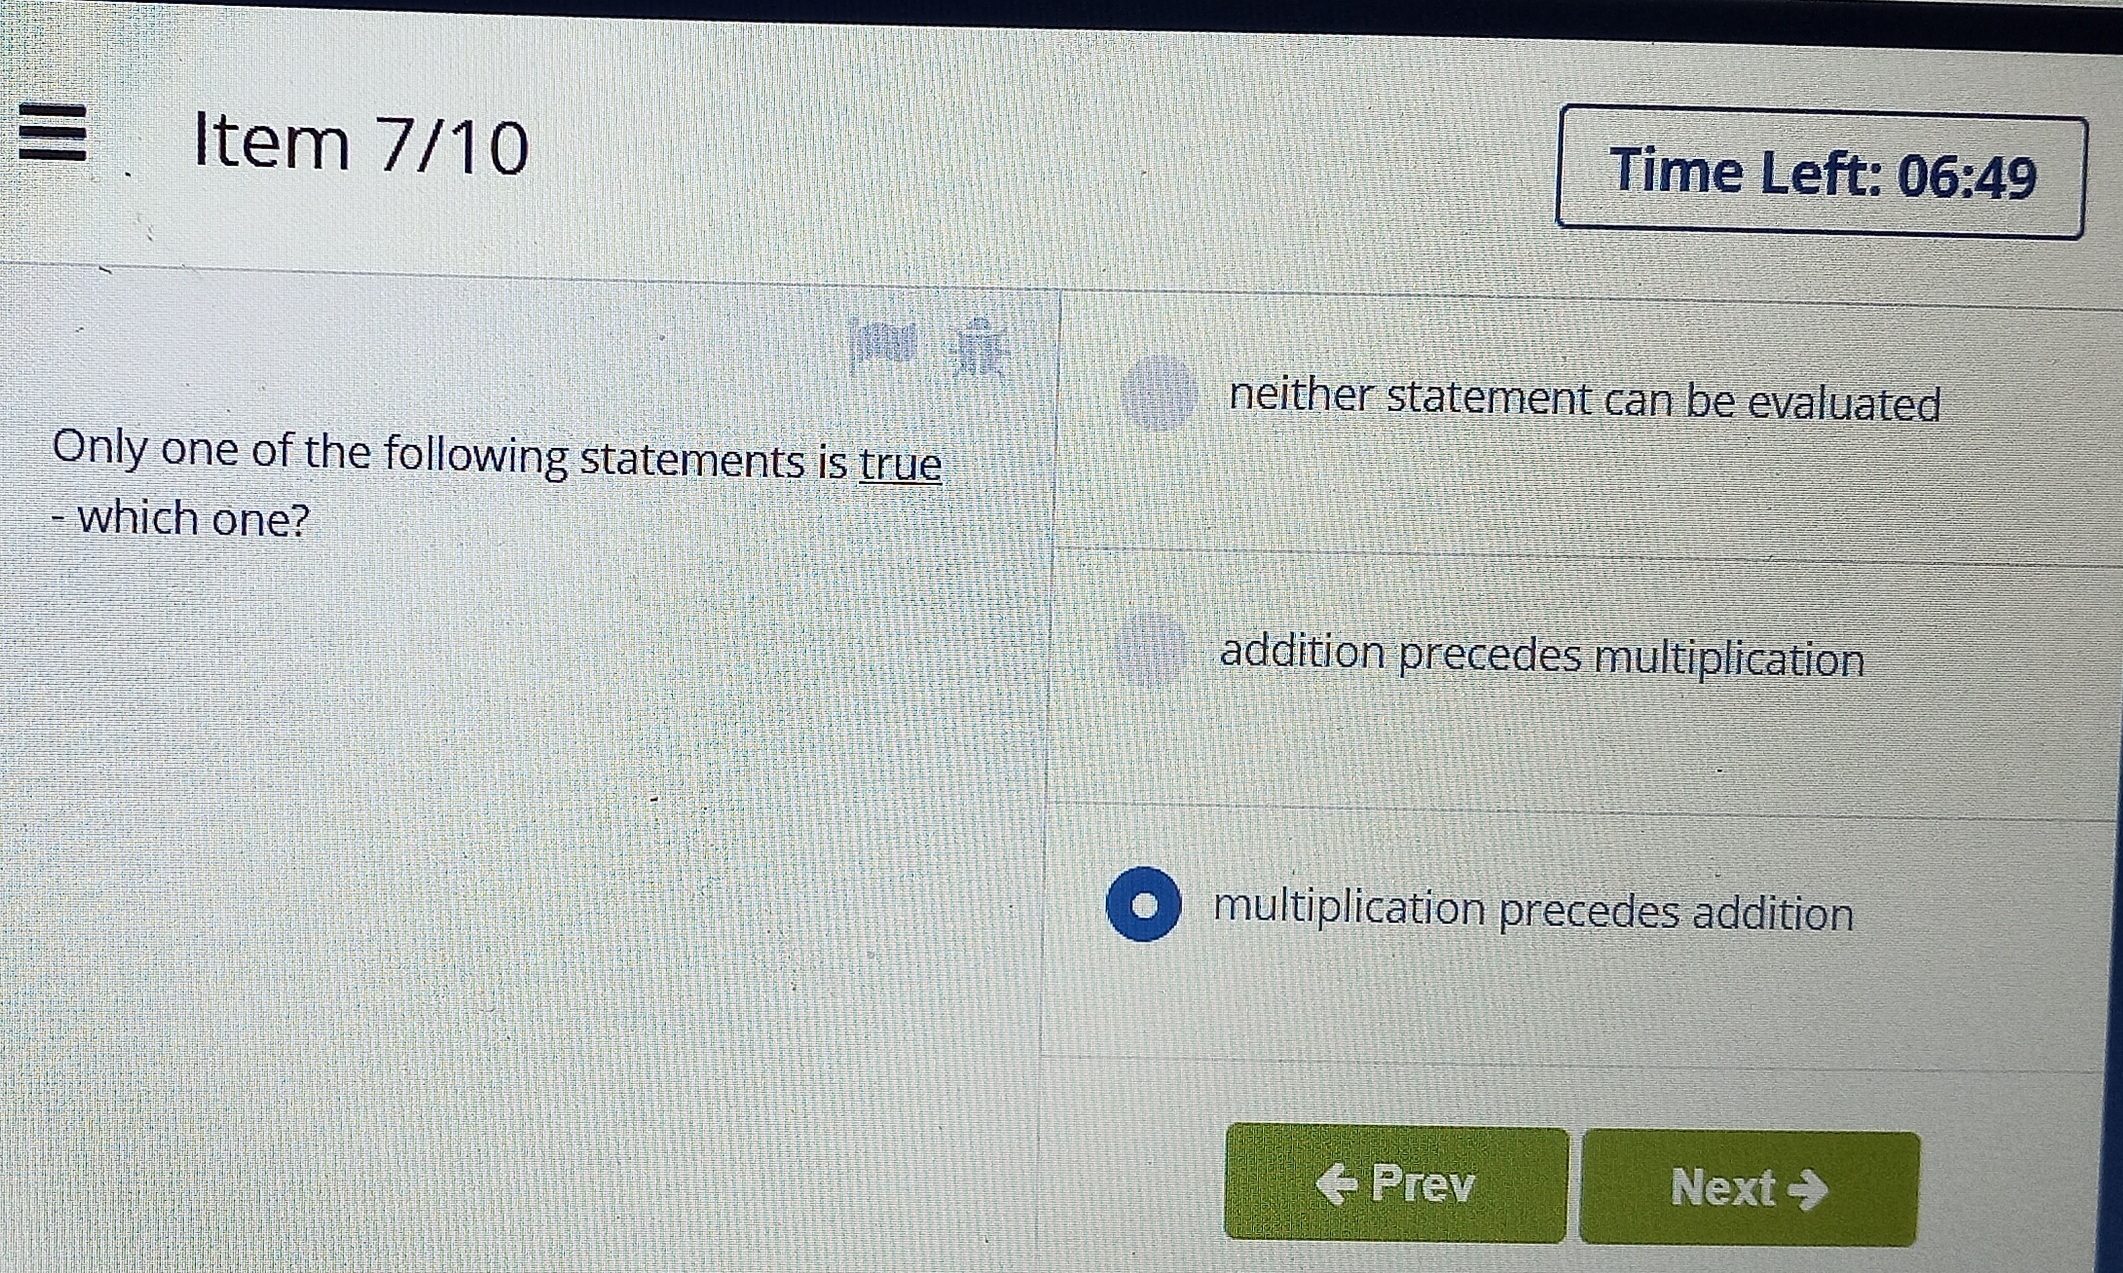 Item 7/10
Time Left: 06:49
Only one of the following statements is true
- which one?
neither statement can be evaluated
addition precedes multiplication
multiplication precedes addition
← Prev
Next →